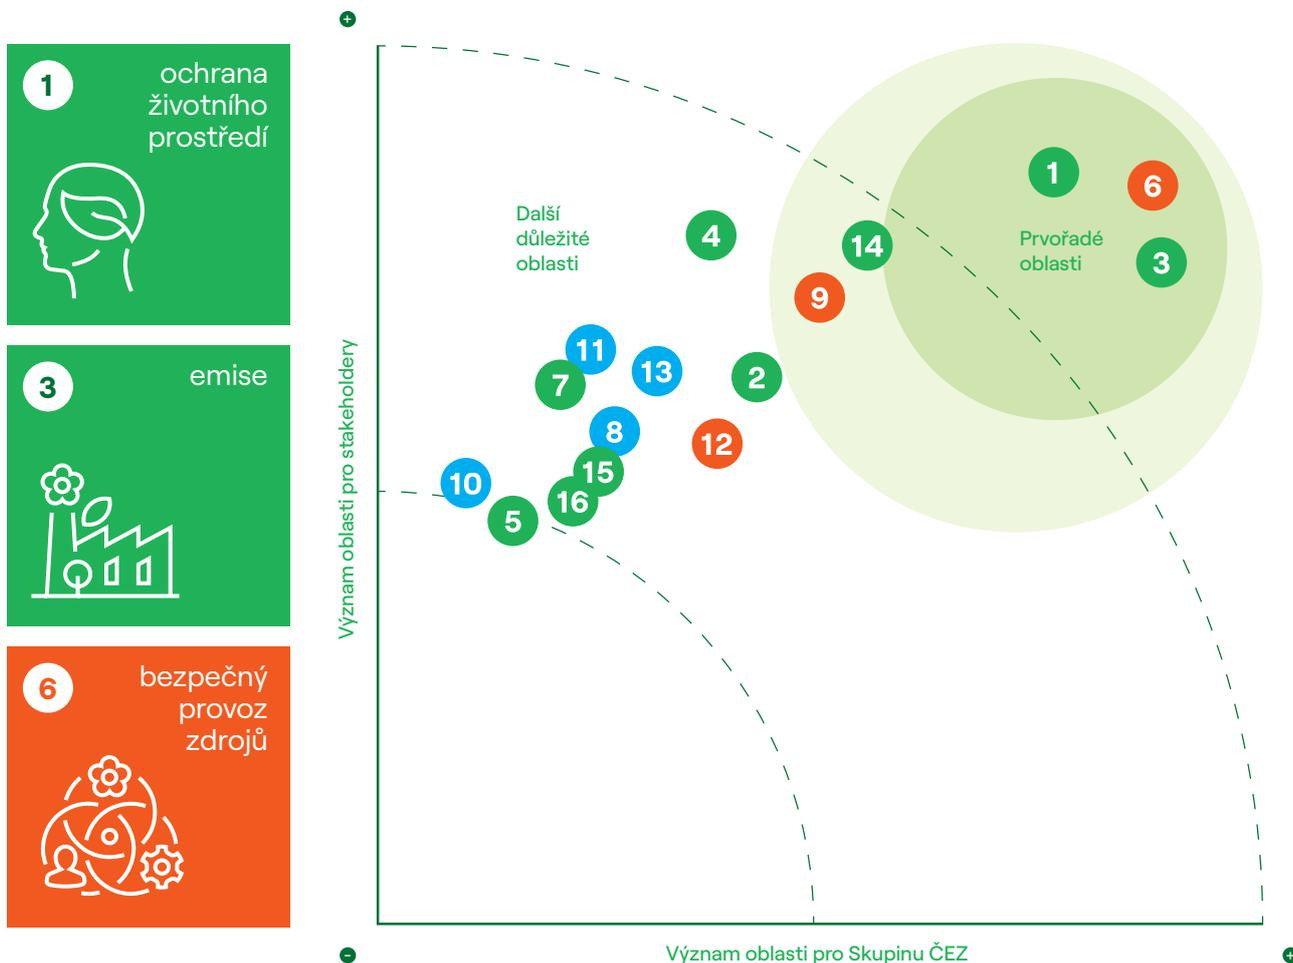 1
ochrana
životního
prostředí
3
emise
6
bezpečný
provoz
zdrojů
+
Význam oblasti pro stakeholdery
Další
důležité
oblasti
Prvořadé
oblasti
1
6
4
14
3
9
11
13
7
2
8
12
15
10
16
5
−
Význam oblasti pro Skupinu ČEZ
+